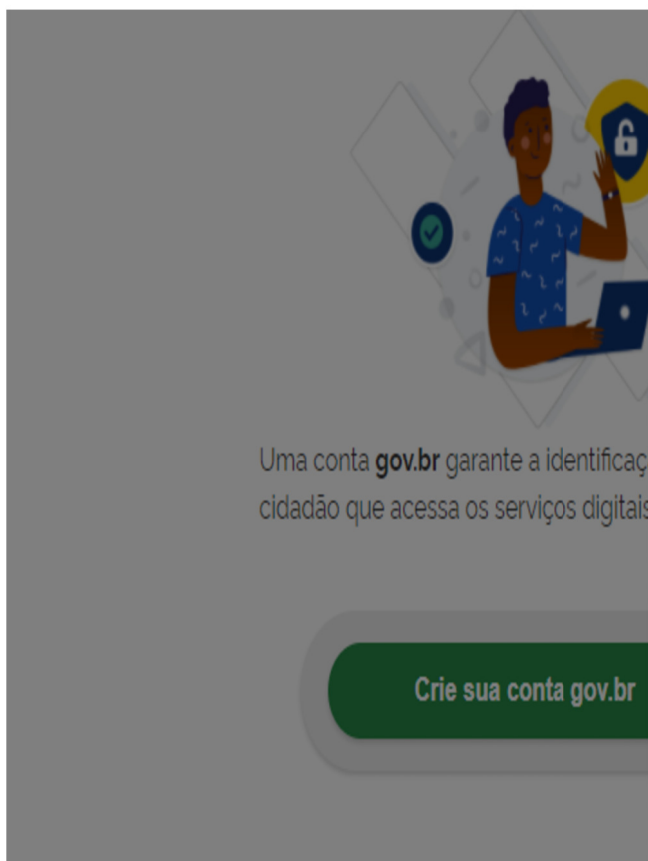 Uma conta gov.br garante a identificaç
cidadão que acessa os serviços digitais
Crie sua conta gov.br